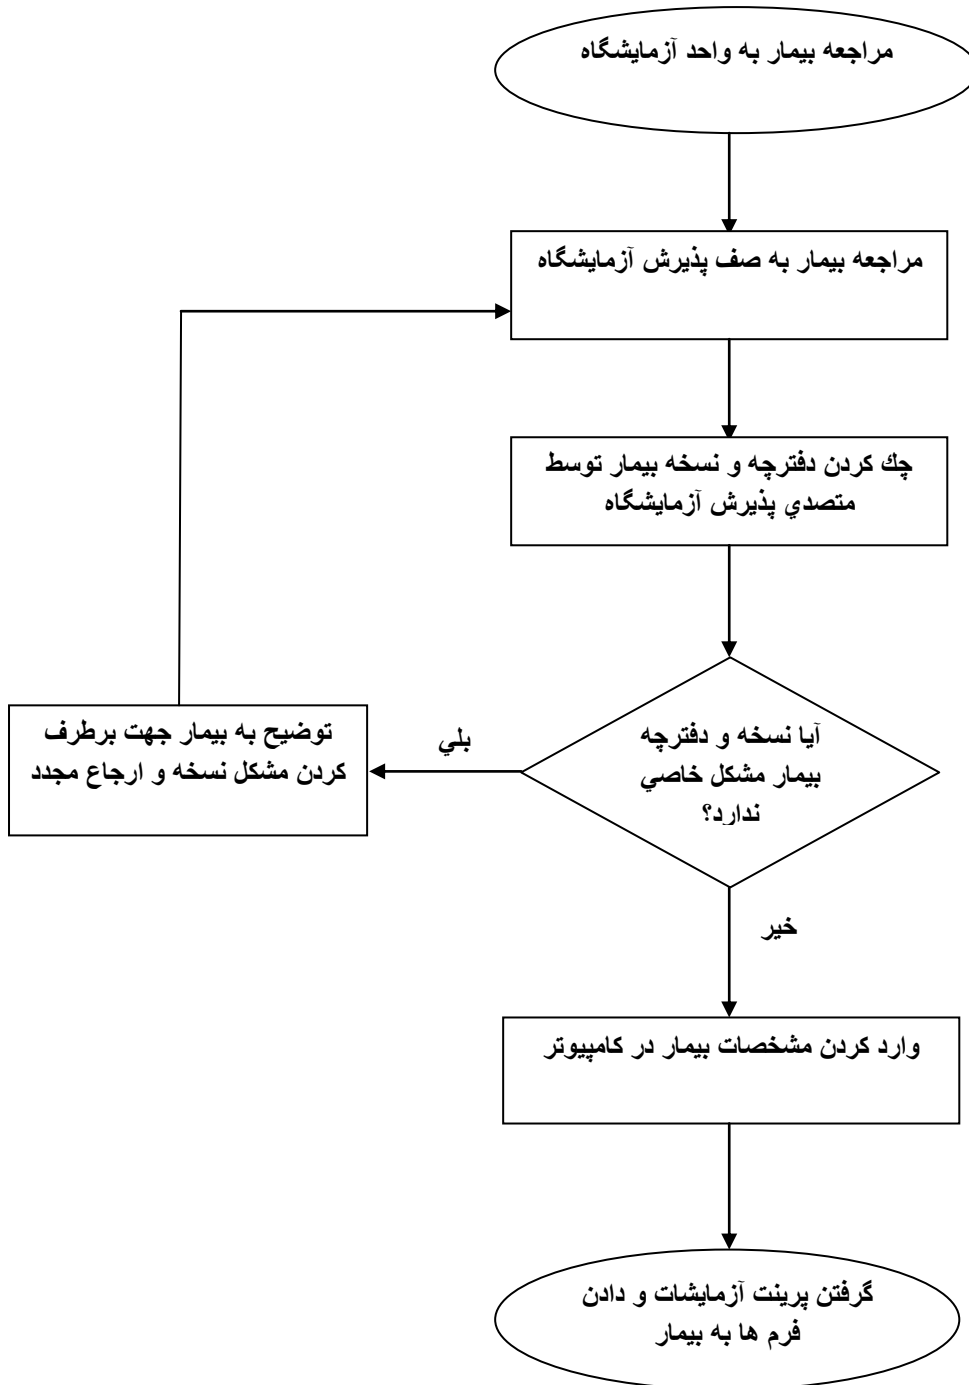 مراجعه بيمار به واحد آزمايشگاه
مراجعه بيمار به صف پذيرش آزمايشگاه
چك كردن دفترچه و نسخه بيمار توسط
متصدي پذيرش آزمايشگاه
آيا نسخه و دفترچه
بيمار مشكل خاصي
ندارد؟
بلي
توضيح به بيمار جهت برطرف
كردن مشكل نسخه و ارجاع مجدد
خير
وارد كردن مشخصات بيمار در كامپيوتر
گرفتن پرينت آزمايشات و دادن
فرم ها به بيمار